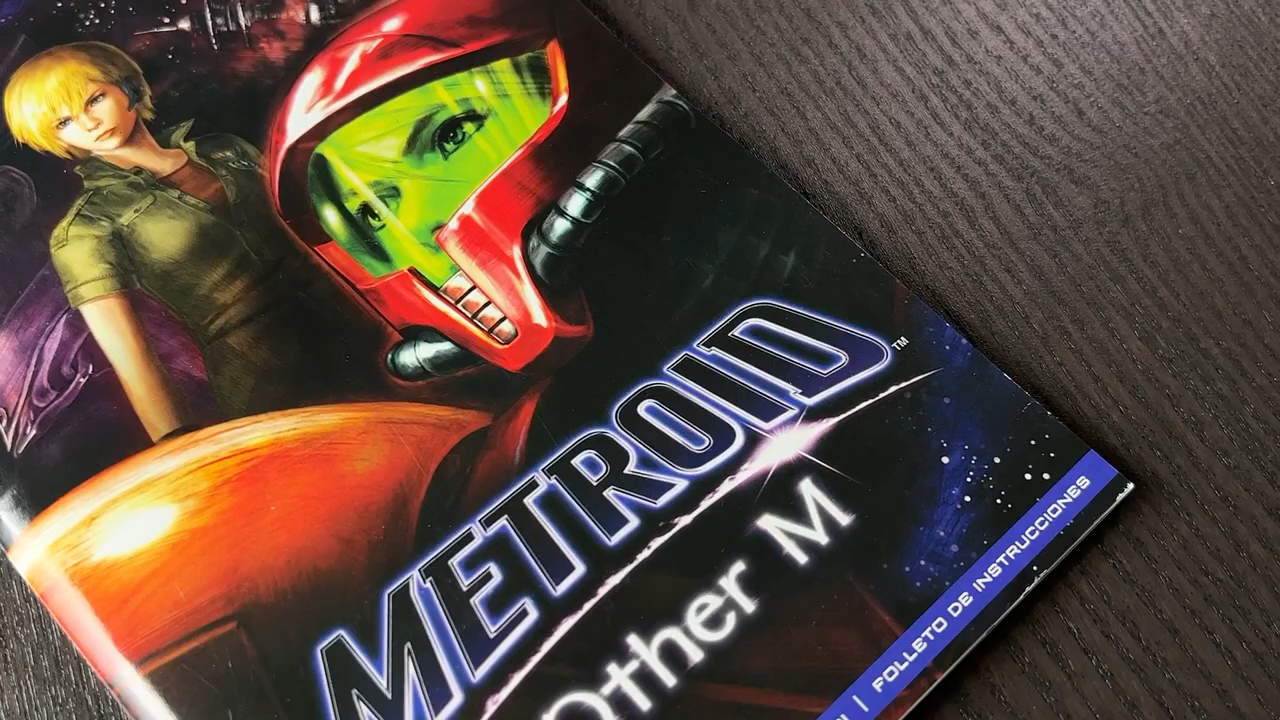 METROID™
Other M
| FOLLETO DE INSTRUCCIONES